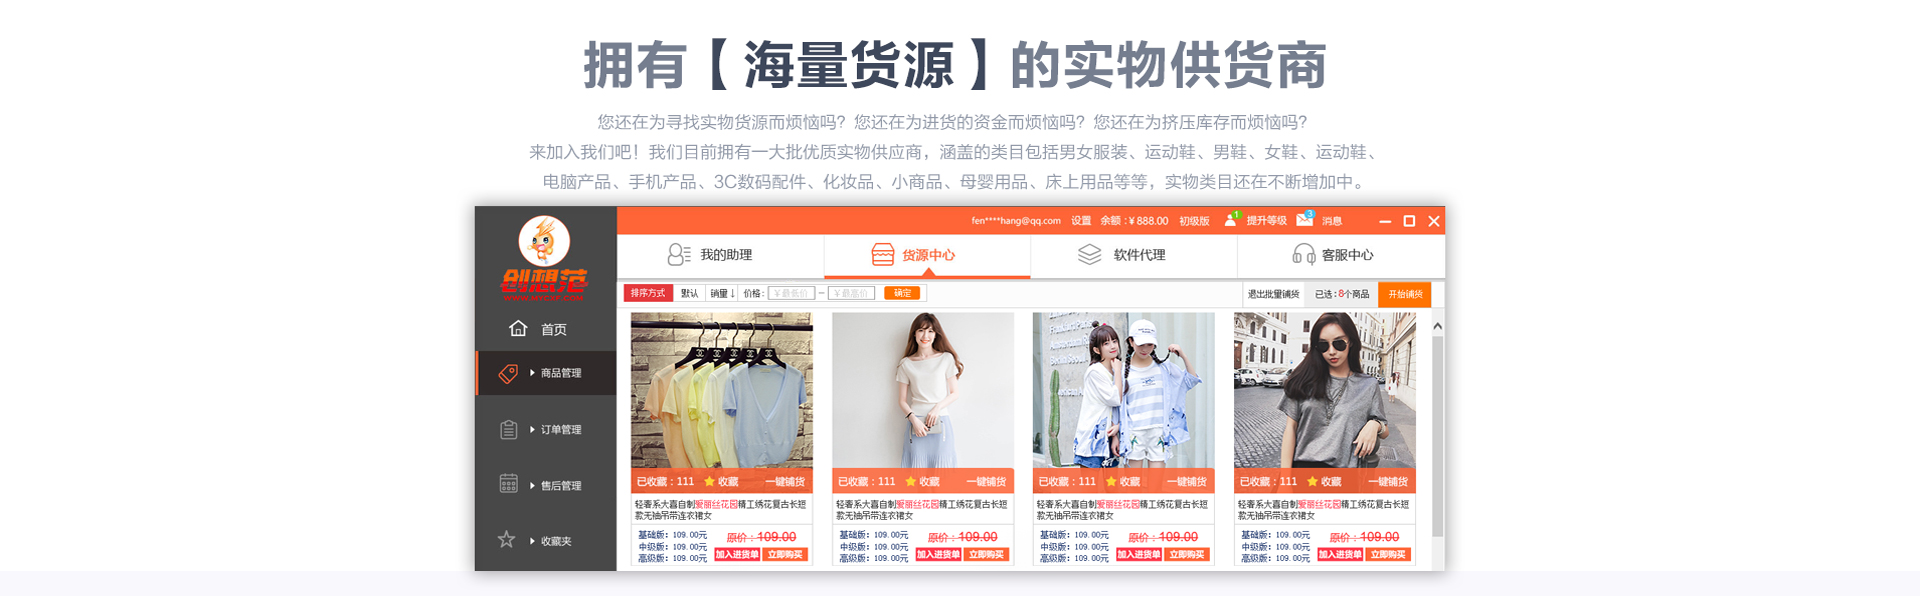 拥有【海量货源】的实物供货商
您还在为寻找实物货源而烦恼吗？您还在为进货的资金而烦恼吗？您还在为挤压库存而烦恼吗？
来加入我们吧！我们目前拥有一大批优质实物供应商，涵盖的类目包括男女服装、运动鞋、男鞋、女鞋、运动鞋、
电脑产品、手机产品、3C数码配件、化妆品、小商品、母婴用品、床上用品等等，实物类目还在不断增加中。
fen****hang@qq.com 设置 余额：¥ 888.00 初级版 1 提升等级 3 消息
创想范
首页
商品管理
订单管理
售后管理
收藏夹
我的助理 货源中心 软件代理 客服中心
排序方式 默认 销量↓ 价格： ¥ 最低价 — ¥ 最高价 确定 退出批量铺货 已选：8个商品 开始铺货
已收藏：111 收藏 一键铺货 已收藏：111 收藏 一键铺货 已收藏：111 收藏 一键铺货 已收藏：111 收藏 一键铺货
轻奢系大喜自制爱丽丝花园精工绣花复古长短 轻奢系大喜自制爱丽丝花园精工绣花复古长短 轻奢系大喜自制爱丽丝花园精工绣花复古长短 轻奢系大喜自制爱丽丝花园精工绣花复古长短
款无袖吊带连衣裙女 款无袖吊带连衣裙女 款无袖吊带连衣裙女 款无袖吊带连衣裙女
基础版：109.00元 原价：109.00 基础版：109.00元 原价：109.00 基础版：109.00元 原价：109.00 基础版：109.00元 原价：109.00
中级版：109.00元 加入进货单 立即购买 中级版：109.00元 加入进货单 立即购买 中级版：109.00元 加入进货单 立即购买 中级版：109.00元 加入进货单 立即购买
高级版：109.00元 高级版：109.00元 高级版：109.00元 高级版：109.00元